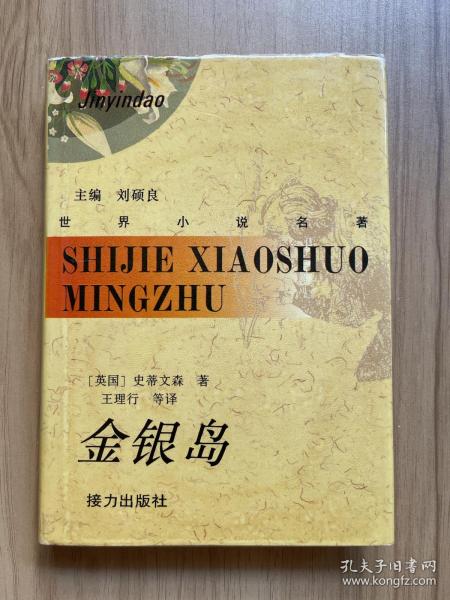 Jinyindao
主编 刘硕良
世界小说名著
SHIJIE XIAOSHUO
MINGZHU
[英国] 史蒂文森 著
王理行 等译
金银岛
接力出版社
孔夫子旧书网
www.kongfz.com